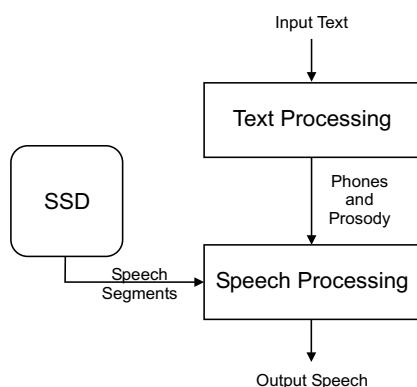 Input Text
Text Processing
Phones
and
Prosody
SSD
Speech
Segments
Speech Processing
Output Speech